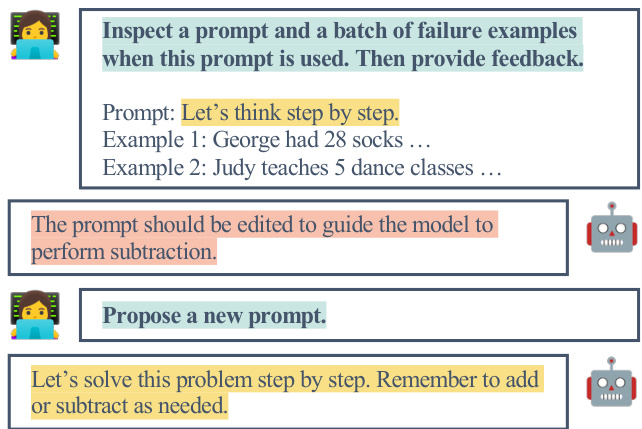 Inspect a prompt and a batch of failure examples
when this prompt is used. Then provide feedback.
Prompt: Let’s think step by step.
Example 1: George had 28 socks …
Example 2: Judy teaches 5 dance classes …
The prompt should be edited to guide the model to
perform subtraction.
Propose a new prompt.
Let’s solve this problem step by step. Remember to add
or subtract as needed.